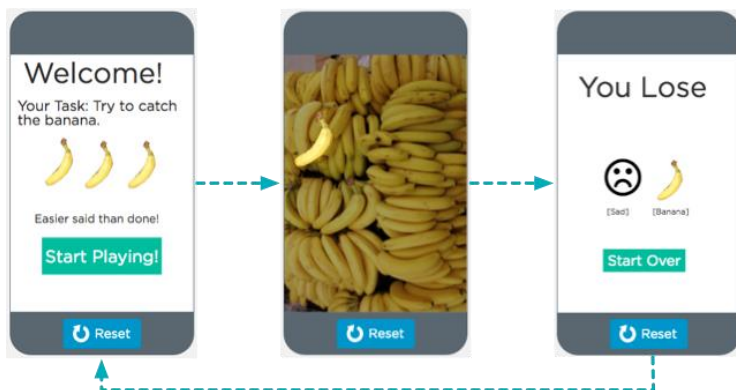 Welcome!
Your Task: Try to catch
the banana.
Easier said than done!
Start Playing!
Reset
Reset
You Lose
[Sad]
[Banana]
Start Over
Reset